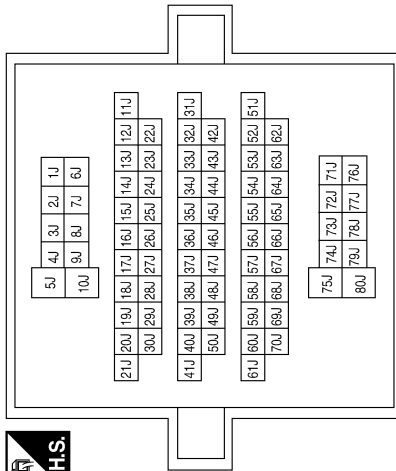 H.S.
5J 4J 3J 2J 1J
10J 9J 8J 7J 6J
21J 20J 19J 18J 17J 16J 15J 14J 13J 12J 11J
30J 29J 28J 27J 26J 25J 24J 23J 22J
41J 40J 39J 38J 37J 36J 35J 34J 33J 32J 31J
50J 49J 48J 47J 46J 45J 44J 43J 42J
61J 60J 59J 58J 57J 56J 55J 54J 53J 52J 51J
70J 69J 68J 67J 66J 65J 64J 63J 62J
75J 74J 73J 72J 71J
80J 79J 78J 77J 76J